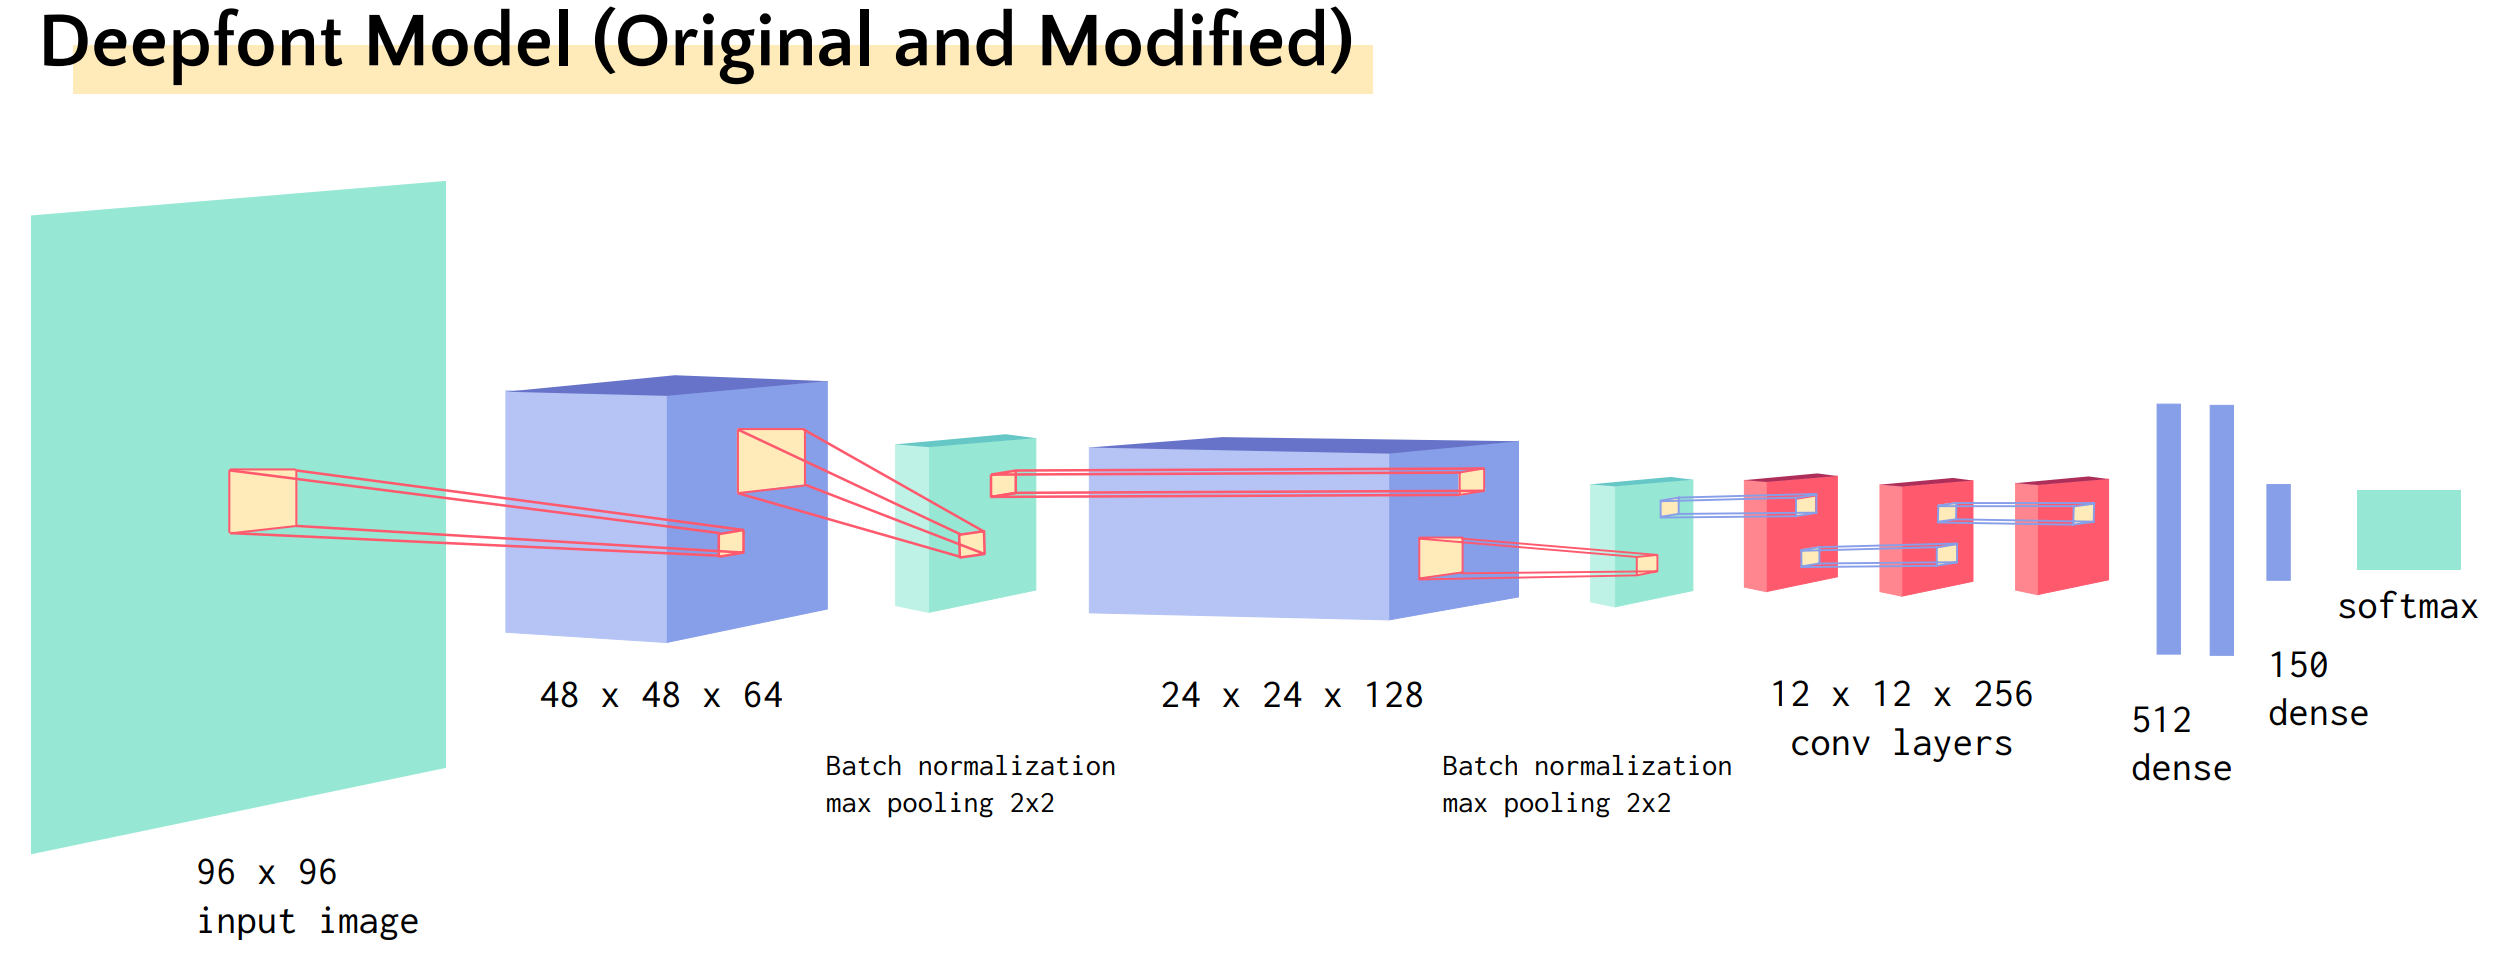 Deepfont Model (Original and Modified)
96 x 96
input image
48 x 48 x 64
Batch normalization
max pooling 2x2
24 x 24 x 128
Batch normalization
max pooling 2x2
12 x 12 x 256
conv layers
512
dense
150
dense
softmax